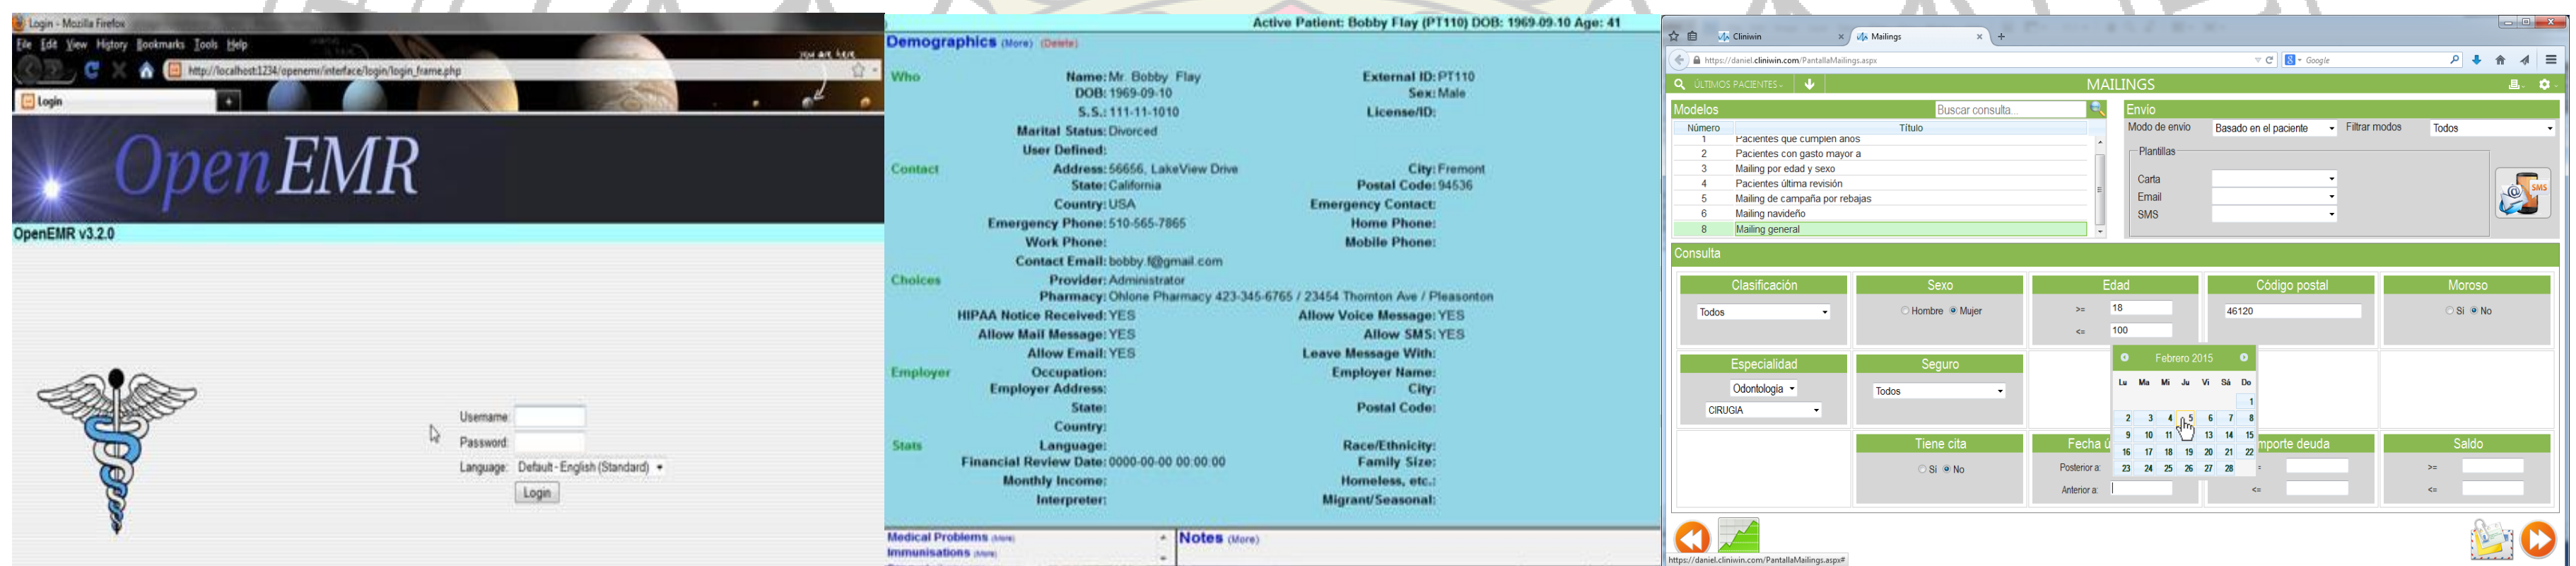 Login - Mozilla Firefox
File Edit View History Bookmarks Tools Help
you are here
http://localhost:1234/openemr/interface/login/login_frame.php
Login
OpenEMR
OpenEMR v3.2.0
Username:
Password:
Language: Default - English (Standard)
Login
Active Patient: Bobby Flay (PT110) DOB: 1969-09-10 Age: 41
Demographics (More) (Delete)
Who Name: Mr. Bobby Flay External ID: PT110
DOB: 1969-09-10 Sex: Male
S.S.: 111-11-1010 License/ID:
Marital Status: Divorced
User Defined:
Contact Address: 56656, LakeView Drive City: Fremont
State: California Postal Code: 94536
Country: USA Emergency Contact:
Emergency Phone: 510-565-7865 Home Phone:
Work Phone: Mobile Phone:
Contact Email: bobby.f@gmail.com
Choices Provider: Administrator
Pharmacy: Ohlone Pharmacy 423-345-6765 / 23454 Thornton Ave / Pleasonton
HIPAA Notice Received: YES Allow Voice Message: YES
Allow Mail Message: YES Allow SMS: YES
Allow Email: YES Leave Message With:
Employer Occupation: Employer Name:
Employer Address: City:
State: Postal Code:
Country:
Stats Language: Race/Ethnicity:
Financial Review Date: 0000-00-00 00:00:00 Family Size:
Monthly Income: Homeless, etc.:
Interpreter: Migrant/Seasonal:
Medical Problems (More) Notes (More)
Immunisations (More)
Cliniwin Mailings
https://daniel.cliniwin.com/PantallaMailings.aspx Google
ÚLTIMOS PACIENTES MAILINGS
Modelos Buscar consulta...
Número Título
1 Pacientes que cumplen años
2 Pacientes con gasto mayor a
3 Mailing por edad y sexo
4 Pacientes última revisión
5 Mailing de campaña por rebajas
6 Mailing navideño
8 Mailing general
Envío
Modo de envío Basado en el paciente Filtrar modos Todos
Plantillas
Carta
Email
SMS
SMS
Consulta
Clasificación Sexo Edad Código postal Moroso
Todos Hombre Mujer >= 18 46120 Si No
<= 100
Especialidad Seguro
Odontología Todos
CIRUGIA
Febrero 2015
Lu Ma Mi Ju Vi Sá Do
1
2 3 4 5 6 7 8
9 10 11 13 14 15
16 17 18 19 20 21 22
23 24 25 26 27 28
Tiene cita Fecha ú mporte deuda Saldo
Si No Posterior a: = >=
Anterior a: <= <=
https://daniel.cliniwin.com/PantallaMailings.aspx#